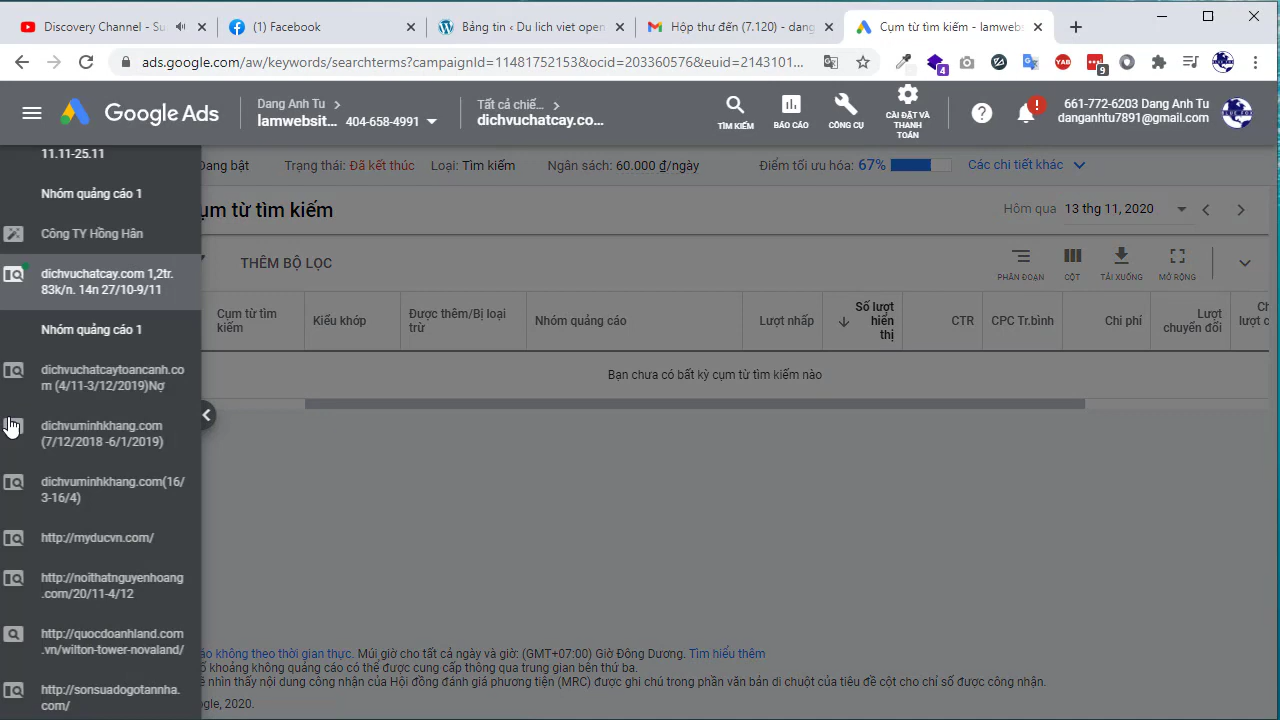 Discovery Channel - Su
(1) Facebook
Bảng tin ‹ Du lich viet open
Hộp thư đến (7.120) - dang
Cụm từ tìm kiếm - lamweb
ads.google.com/aw/keywords/searchterms?campaignId=11481752153&ocid=203360576&euid=2143101...
4
YAB
9
Google Ads
Dang Anh Tu
lamwebsit...
404-658-4991
Tất cả chiế...
dichvuchatcay.co...
TÌM KIẾM
BÁO CÁO
CÔNG CỤ
CÀI ĐẶT VÀ
THANH
TOÁN
!
661-772-6203 Dang Anh Tu
danganhtu7891@gmail.com
11.11-25.11
Nhóm quảng cáo 1
Công TY Hồng Hân
dichvuchatcay.com 1,2tr.
83k/n. 14n 27/10-9/11
Nhóm quảng cáo 1
dichvuchatcaytoancanh.co
m (4/11-3/12/2019)Nợ
dichvuminhkhang.com
(7/12/2018 -6/1/2019)
dichvuminhkhang.com(16/
3-16/4)
http://myducvn.com/
http://noithatnguyenhoang
.com/20/11-4/12
http://quocdoanhland.com
.vn/wilton-tower-novaland/
http://sonsuadogotannha.
com/
Đang bật
Trạng thái: Đã kết thúc
Loại: Tìm kiếm
Ngân sách: 60.000 ₫/ngày
Điểm tối ưu hóa: 67%
Các chi tiết khác
ụm từ tìm kiếm
Hôm qua
13 thg 11, 2020
THÊM BỘ LỌC
PHÂN ĐOẠN
CỘT
TẢI XUỐNG
MỞ RỘNG
Cụm từ tìm
kiếm
Kiểu khớp
Được thêm/Bị loại
trừ
Nhóm quảng cáo
Lượt nhấp
Số lượt
hiển
thị
CTR
CPC Tr.bình
Chi phí
Lượt
chuyển đổi
Ch
lượt c
Bạn chưa có bất kỳ cụm từ tìm kiếm nào
áo không theo thời gian thực. Múi giờ cho tất cả ngày và giờ: (GMT+07:00) Giờ Đông Dương. Tìm hiểu thêm
ố khoảng không quảng cáo có thể được cung cấp thông qua trung gian bên thứ ba.
ẽ nhìn thấy nội dung công nhận của Hội đồng đánh giá phương tiện (MRC) được ghi chú trong phần văn bản di chuột của tiêu đề cột cho chỉ số được công nhận.
gle, 2020.